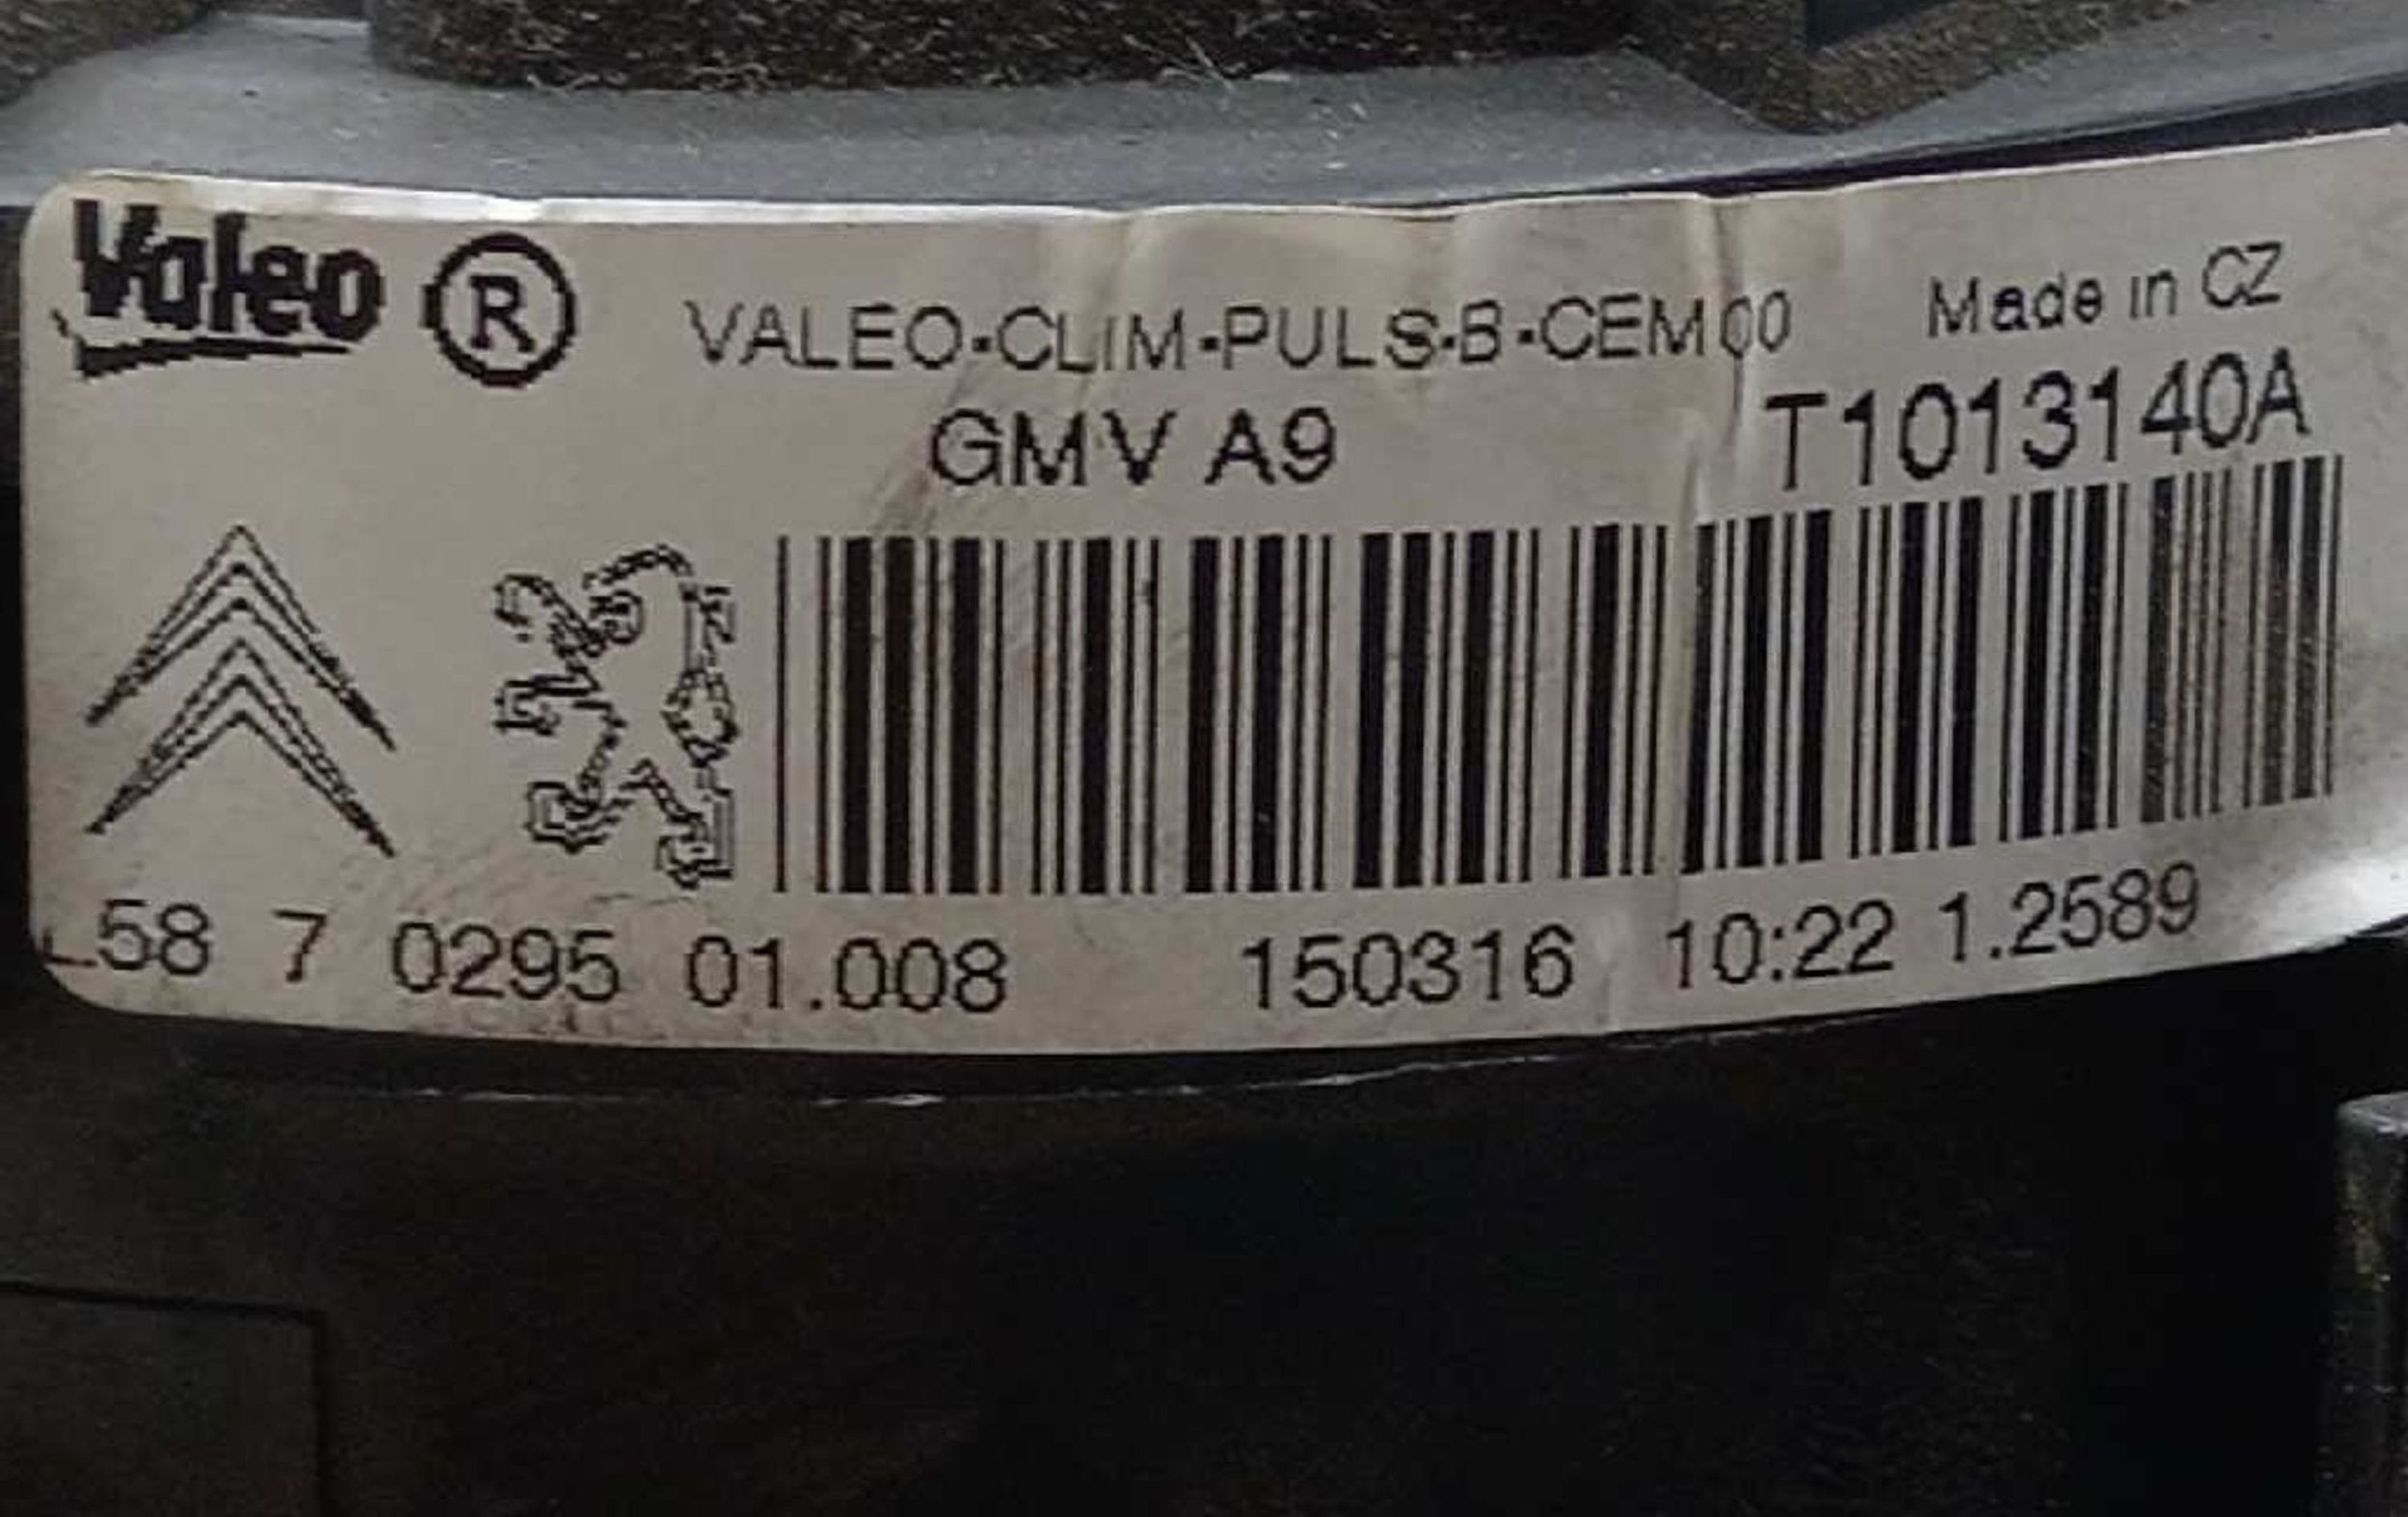 Valeo ® VALEO-CLIM-PULS-B-CEM00 Made in CZ
GMV A9 T1013140A
L58 7 0295 01.008 150316 10:22 1.2589